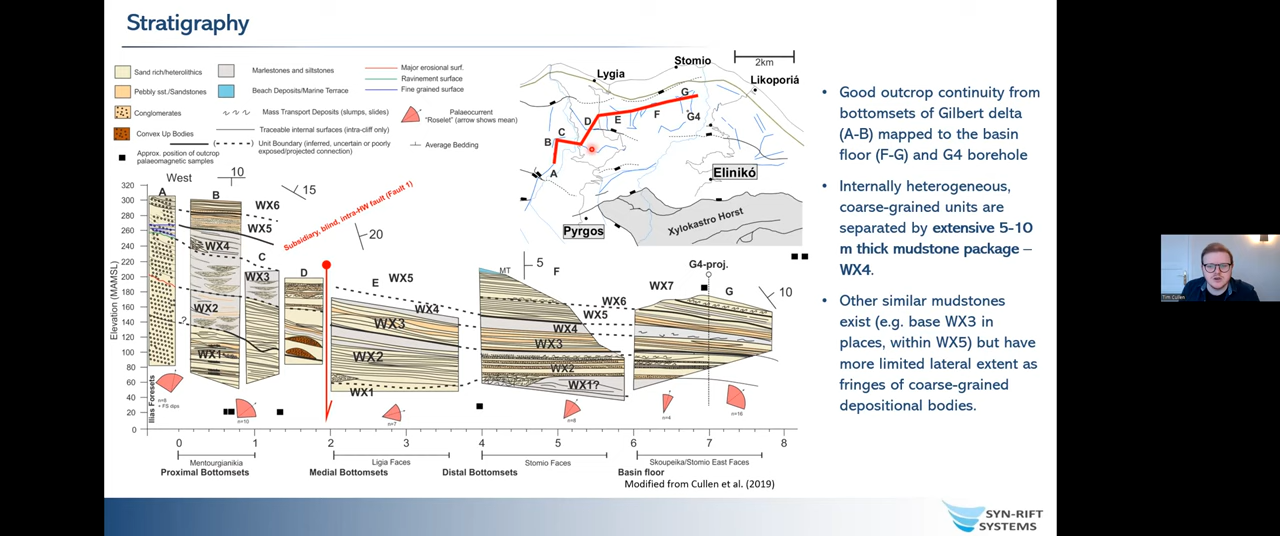 Stratigraphy
Sand rich/heterolithics
Marlestones and siltstones
Major erosional surf.
Ravinement surface
Fine grained surface
Pebbly sst./Sandstones
Beach Deposits/Marine Terrace
Conglomerates
Mass Transport Deposits (slumps, slides)
Palaeocurrent
"Roselet" (arrow shows mean)
Convex Up Bodies
Traceable internal surfaces (intra-cliff only)
Unit Boundary (inferred, uncertain or poorly
exposed/projected connection)
Average Bedding
Approx. position of outcrop
palaeomagnetic samples
2km
Lygia
Stomio
Likoporiá
A
B
C
D
E
F
G
G4
Elinikó
Pyrgos
Xylokastro Horst
West
10
15
20
5
10
Subsidiary, blind, intra-HW fault (Fault 1)
Elevation (MAMSL)
320
300
280
260
240
220
200
180
160
140
120
100
80
60
40
20
0
A
B
C
D
E
F
G
WX6
WX5
WX4
WX3
WX2
WX1
?
WX5
WX4
WX3
WX2
WX1
MT
WX6
WX5
WX4
WX3
WX2
WX1?
WX7
G4-proj.
Ilias Foresets
+ FS dips
n=10
n=7
n=8
n=4
n=16
0 1 2 3 4 5 6 7 8
Mentourgianikia
Ligia Faces
Stomio Faces
Skoupeika/Stomio East Faces
Proximal Bottomsets
Medial Bottomsets
Distal Bottomsets
Basin floor
Modified from Cullen et al. (2019)
• Good outcrop continuity from
bottomsets of Gilbert delta
(A-B) mapped to the basin
floor (F-G) and G4 borehole
• Internally heterogeneous,
coarse-grained units are
separated by extensive 5-10
m thick mudstone package –
WX4.
• Other similar mudstones
exist (e.g. base WX3 in
places, within WX5) but have
more limited lateral extent as
fringes of coarse-grained
depositional bodies.
Tim Cullen
SYN-RIFT
SYSTEMS